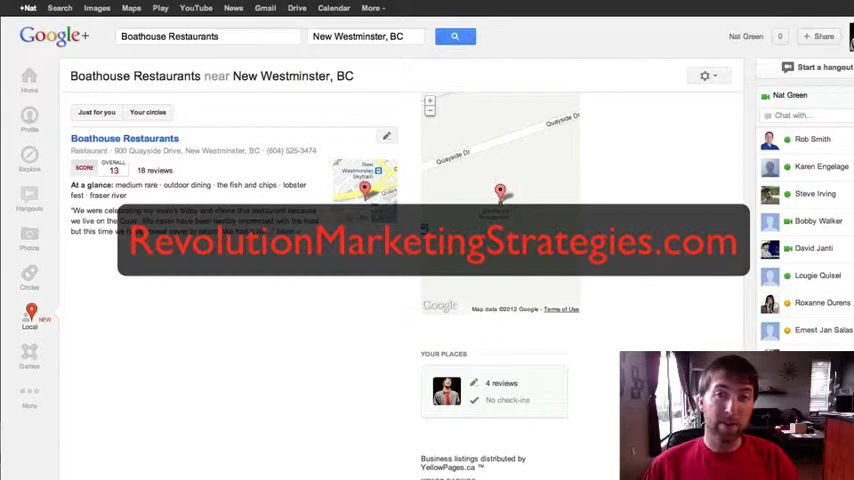 +Nat Search Images Maps Play YouTube News Gmail Drive Calendar More
Google+ Boathouse Restaurants New Westminster, BC Nat Green 0 + Share
Boathouse Restaurants near New Westminster, BC
Start a hangout
Home
Just for you Your circles
Nat Green
Chat with...
Profile
Boathouse Restaurants
Restaurant · 900 Quayside Drive, New Westminster, BC · (604) 525-3474
SCORE OVERALL 13 18 reviews
At a glance: medium rare · outdoor dining · the fish and chips · lobster
fest · fraser river
New
Westminster
Skytrain
Quayside Dr
Quayside Dr
Explore
Hangouts
Photos
Circles
Local NEW
Games
More
Rob Smith
Karen Engelage
Steve Irving
Bobby Walker
David Janti
Lougie Quisel
Roxanne Durens
Ernest Jan Salas
RevolutionMarketingStrategies.com
Google Map data ©2012 Google - Terms of Use
YOUR PLACES
4 reviews
No check-ins
Business listings distributed by
YellowPages.ca ™